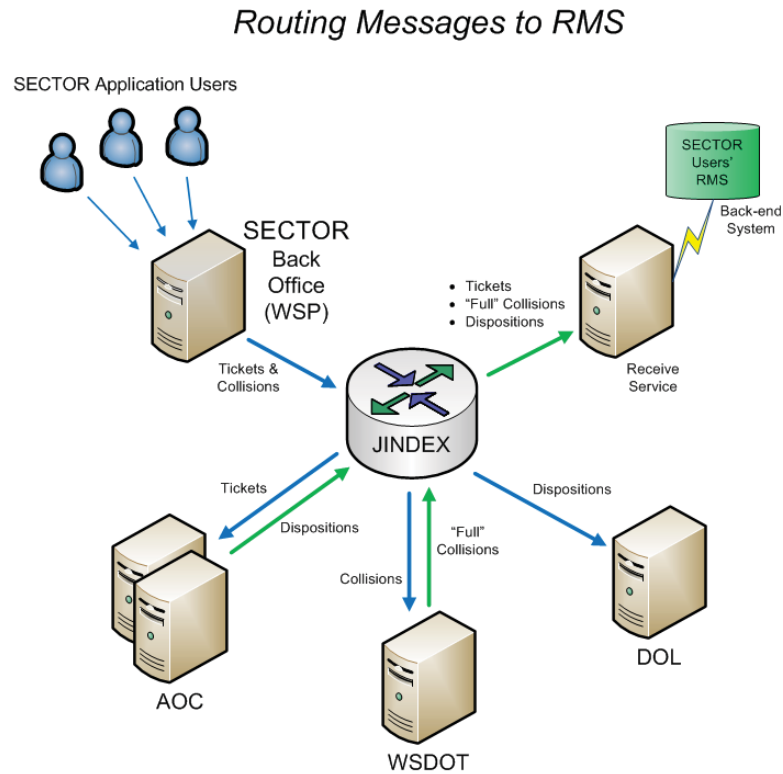 Routing Messages to RMS
SECTOR Application Users
SECTOR
Users'
RMS
Back-end
System
SECTOR
Back
Office
(WSP)
• Tickets
• “Full” Collisions
• Dispositions
Tickets &
Collisions
Receive
Service
JINDEX
Tickets
Dispositions
Collisions
“Full”
Collisions
Dispositions
AOC
WSDOT
DOL